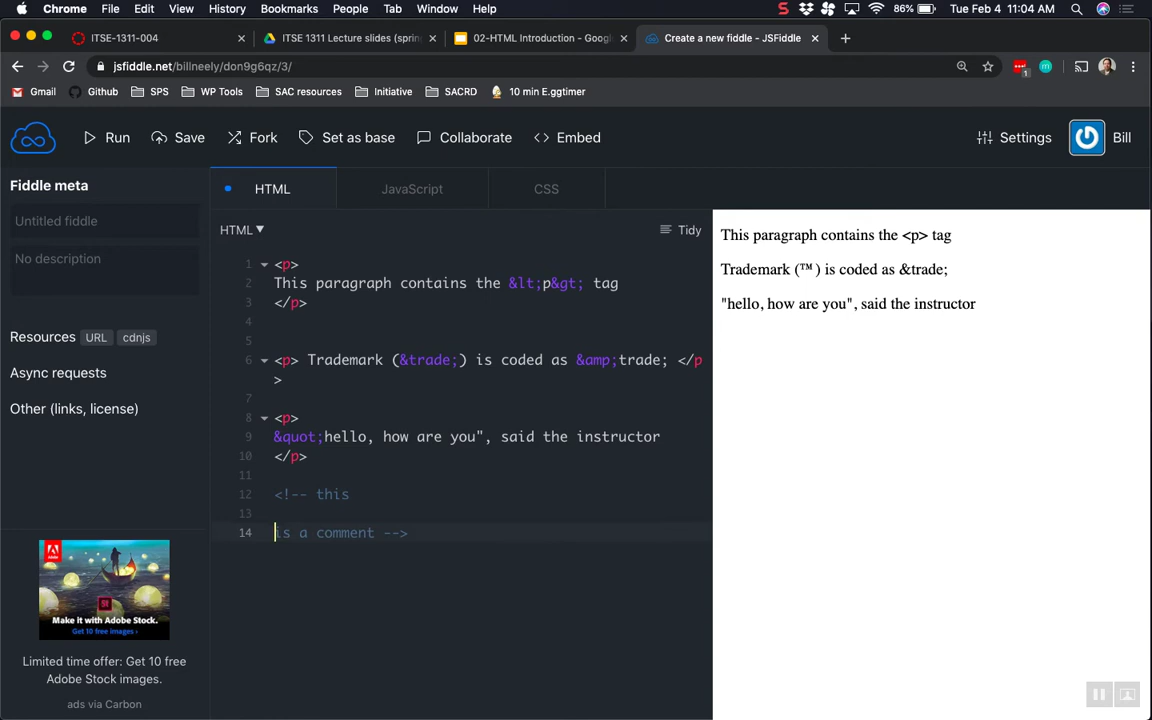 Chrome File Edit View History Bookmarks People Tab Window Help 86% Tue Feb 4 11:04 AM
ITSE-1311-004 ITSE 1311 Lecture slides (sprin 02-HTML Introduction - Goog Create a new fiddle - JSFiddle
jsfiddle.net/billneely/don9g6qz/3/
Gmail Github SPS WP Tools SAC resources Initiative SACRD 10 min E.ggtimer
Run Save Fork Set as base Collaborate Embed Settings Bill
Fiddle meta
Untitled fiddle
No description
Resources URL cdnjs
Async requests
Other (links, license)
Make it with Adobe Stock.
Get 10 free images ›
Limited time offer: Get 10 free
Adobe Stock images.
ads via Carbon
HTML JavaScript CSS
HTML ▼ Tidy
1 <p>
2 This paragraph contains the &lt;p&gt; tag
3 </p>
4
5
6 <p> Trademark (&trade;) is coded as &amp;trade; </p
>
7
8 <p>
9 &quot;hello, how are you", said the instructor
10 </p>
11
12 <!-- this
13
14 is a comment -->
This paragraph contains the <p> tag
Trademark (™) is coded as &trade;
"hello, how are you", said the instructor